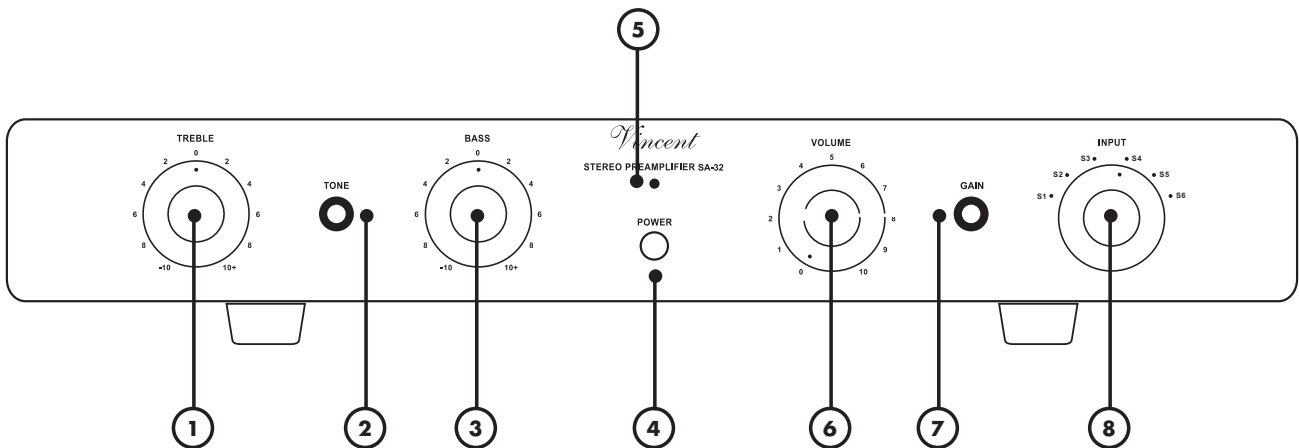 5
Vincent
STEREO PREAMPLIFIER SA-32
TREBLE
0
2 2
4 4
6 6
8 8
-10 10+
TONE
BASS
0
2 2
4 4
6 6
8 8
-10 10+
POWER
VOLUME
5
4 6
3 7
2 8
1 9
0 10
GAIN
INPUT
S3 S4
S2 S5
S1 S6
1 2 3 4 6 7 8